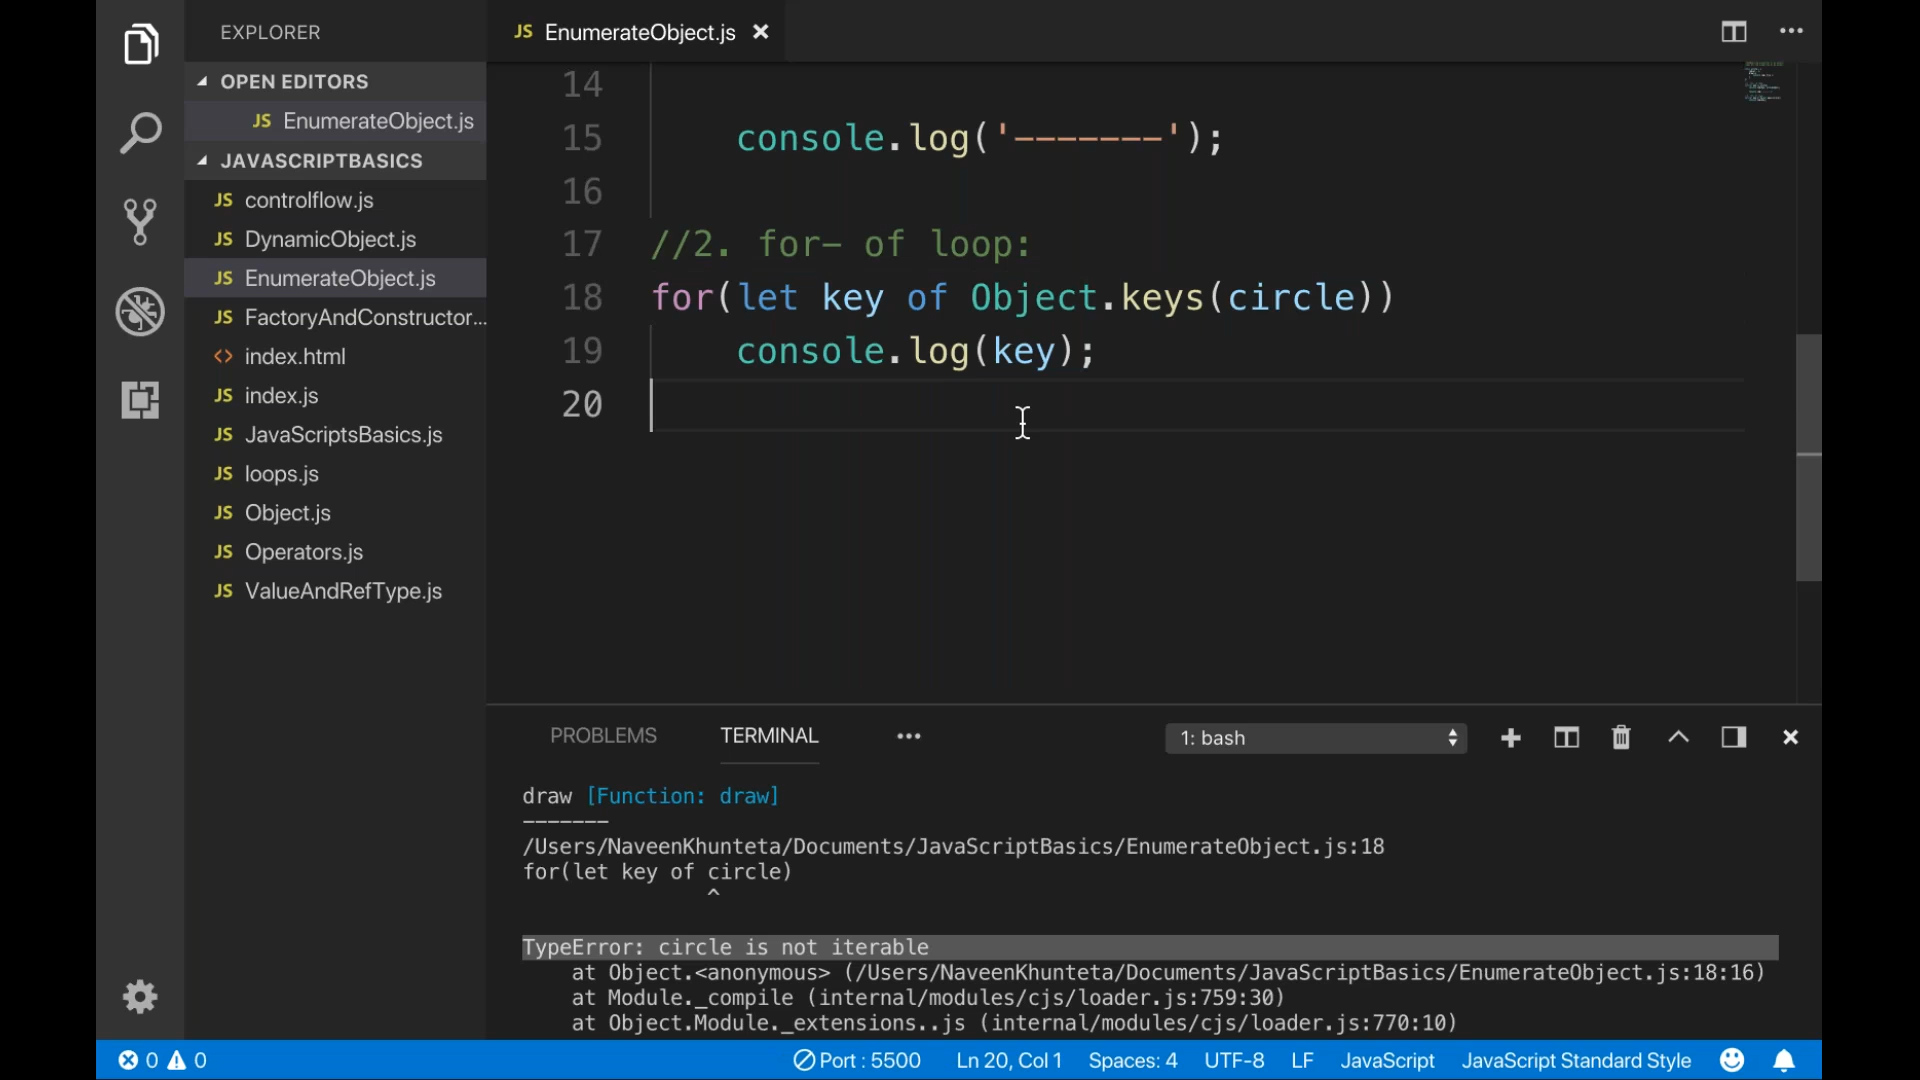 EXPLORER
OPEN EDITORS
JS EnumerateObject.js
JAVASCRIPTBASICS
JS controlflow.js
JS DynamicObject.js
JS EnumerateObject.js
JS FactoryAndConstructor...
<> index.html
JS index.js
JS JavaScriptsBasics.js
JS loops.js
JS Object.js
JS Operators.js
JS ValueAndRefType.js
JS EnumerateObject.js
14
15 console.log('-------');
16
17 //2. for- of loop:
18 for(let key of Object.keys(circle))
19 console.log(key);
20
PROBLEMS TERMINAL ... 1: bash
draw [Function: draw]
-------
/Users/NaveenKhunteta/Documents/JavaScriptBasics/EnumerateObject.js:18
for(let key of circle)
^
TypeError: circle is not iterable
at Object.<anonymous> (/Users/NaveenKhunteta/Documents/JavaScriptBasics/EnumerateObject.js:18:16)
at Module._compile (internal/modules/cjs/loader.js:759:30)
at Object.Module._extensions..js (internal/modules/cjs/loader.js:770:10)
0 0 Port : 5500 Ln 20, Col 1 Spaces: 4 UTF-8 LF JavaScript JavaScript Standard Style